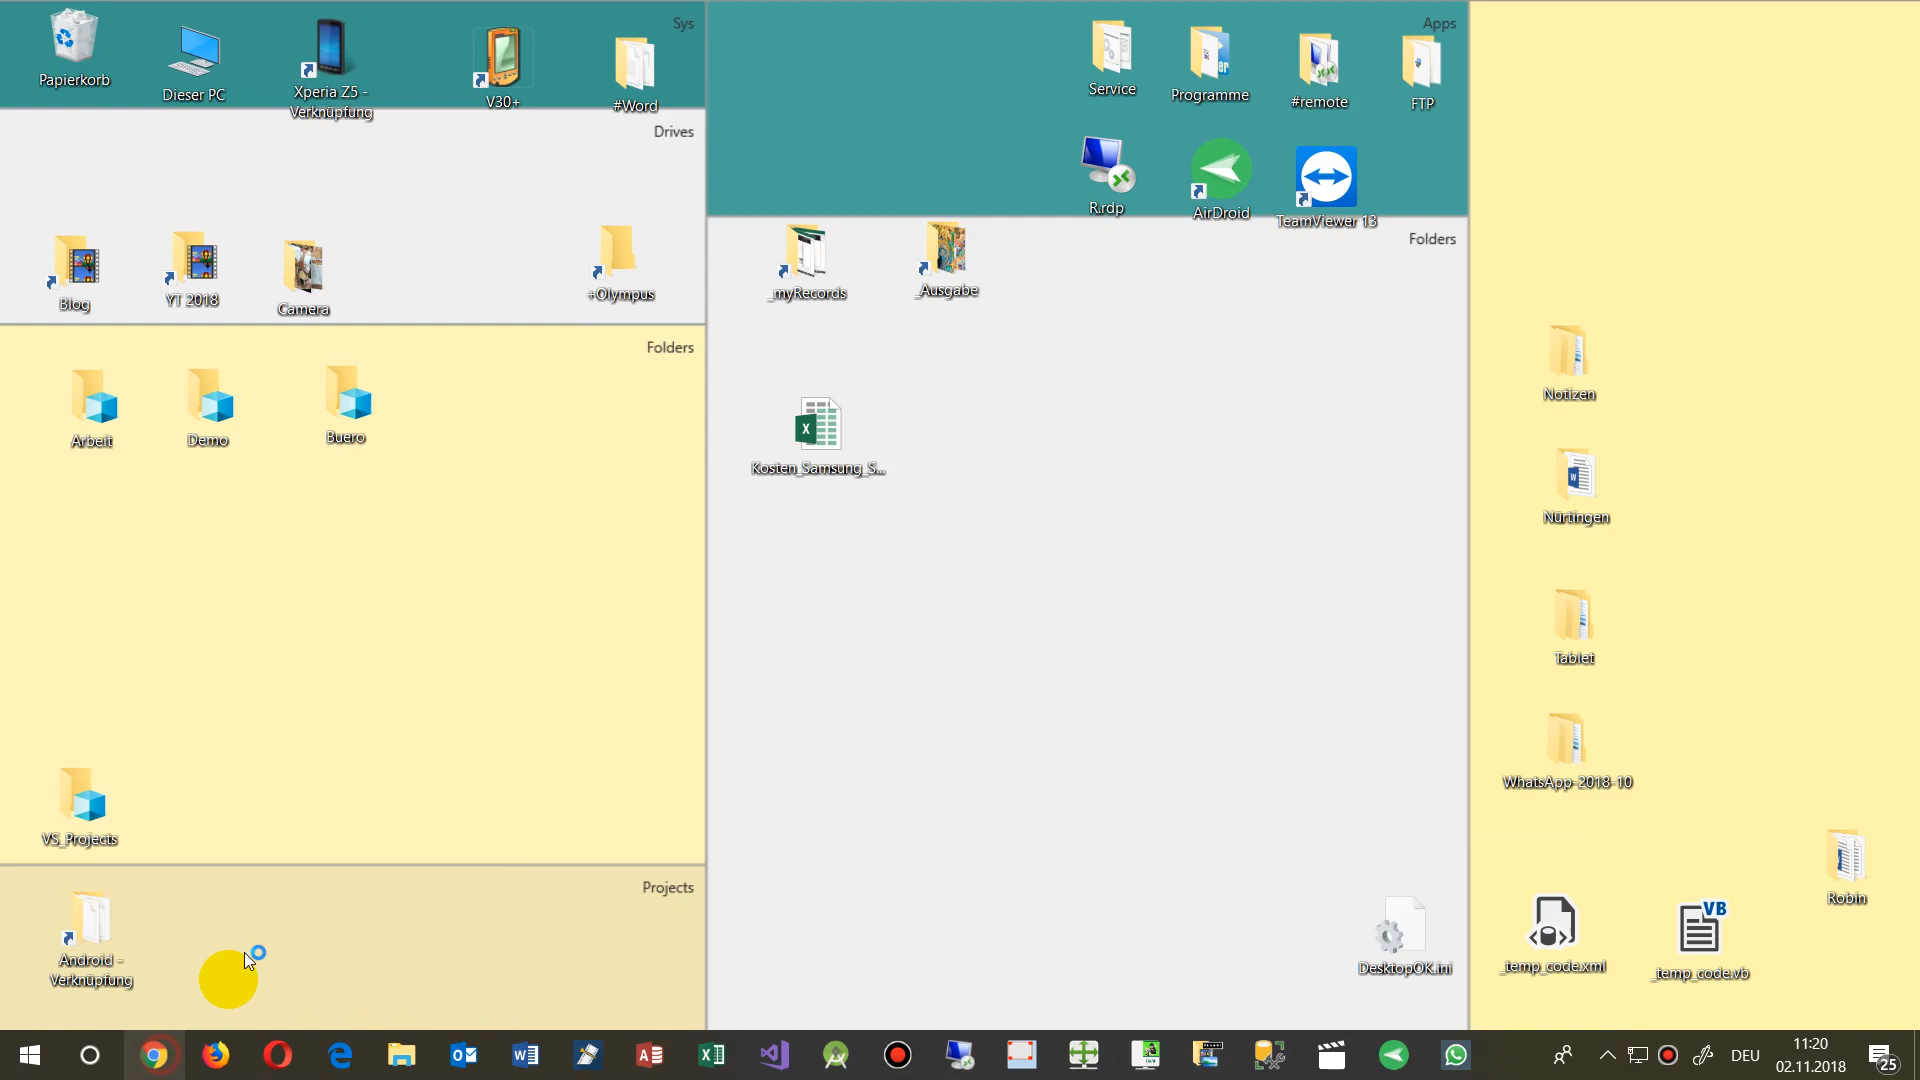 Sys
Papierkorb
Dieser PC
Xperia Z5 -
Verknüpfung
V30+
#Word
Drives
Blog
YT 2018
Camera
+Olympus
Folders
Arbeit
Demo
Buero
VS_Projects
Projects
Android -
Verknüpfung
Apps
Service
Programme
#remote
FTP
R.rdp
AirDroid
TeamViewer 13
Folders
_myRecords
_Ausgabe
Kosten_Samsung_S...
DesktopOK.ini
Notizen
Nürtingen
Tablet
WhatsApp-2018-10
Robin
_temp_code.xml
VB
_temp_code.vb
DEU
11:20
02.11.2018
25